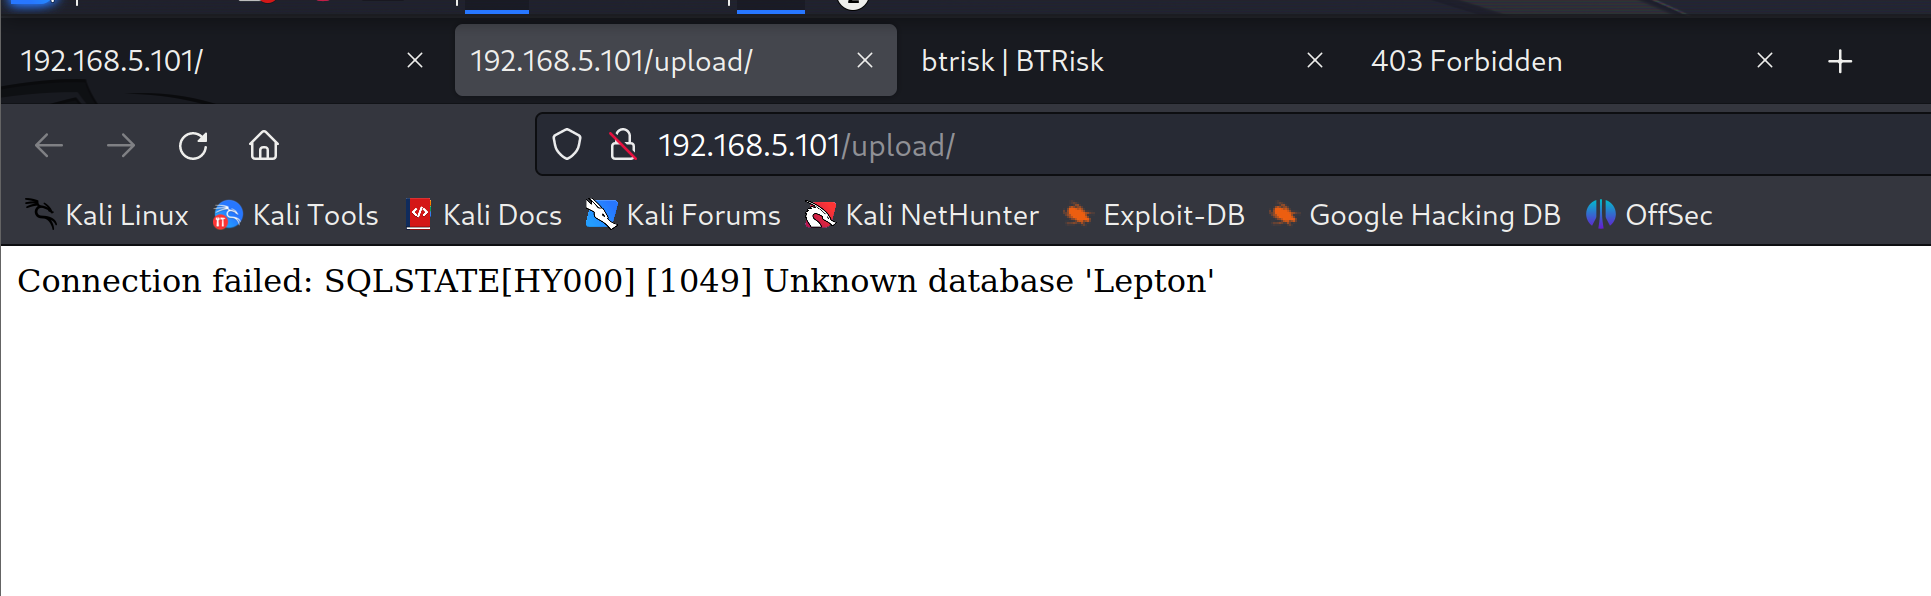 192.168.5.101/ 192.168.5.101/upload/ btrisk | BTRisk 403 Forbidden
192.168.5.101/upload/
Kali Linux Kali Tools Kali Docs Kali Forums Kali NetHunter Exploit-DB Google Hacking DB OffSec
Connection failed: SQLSTATE[HY000] [1049] Unknown database 'Lepton'